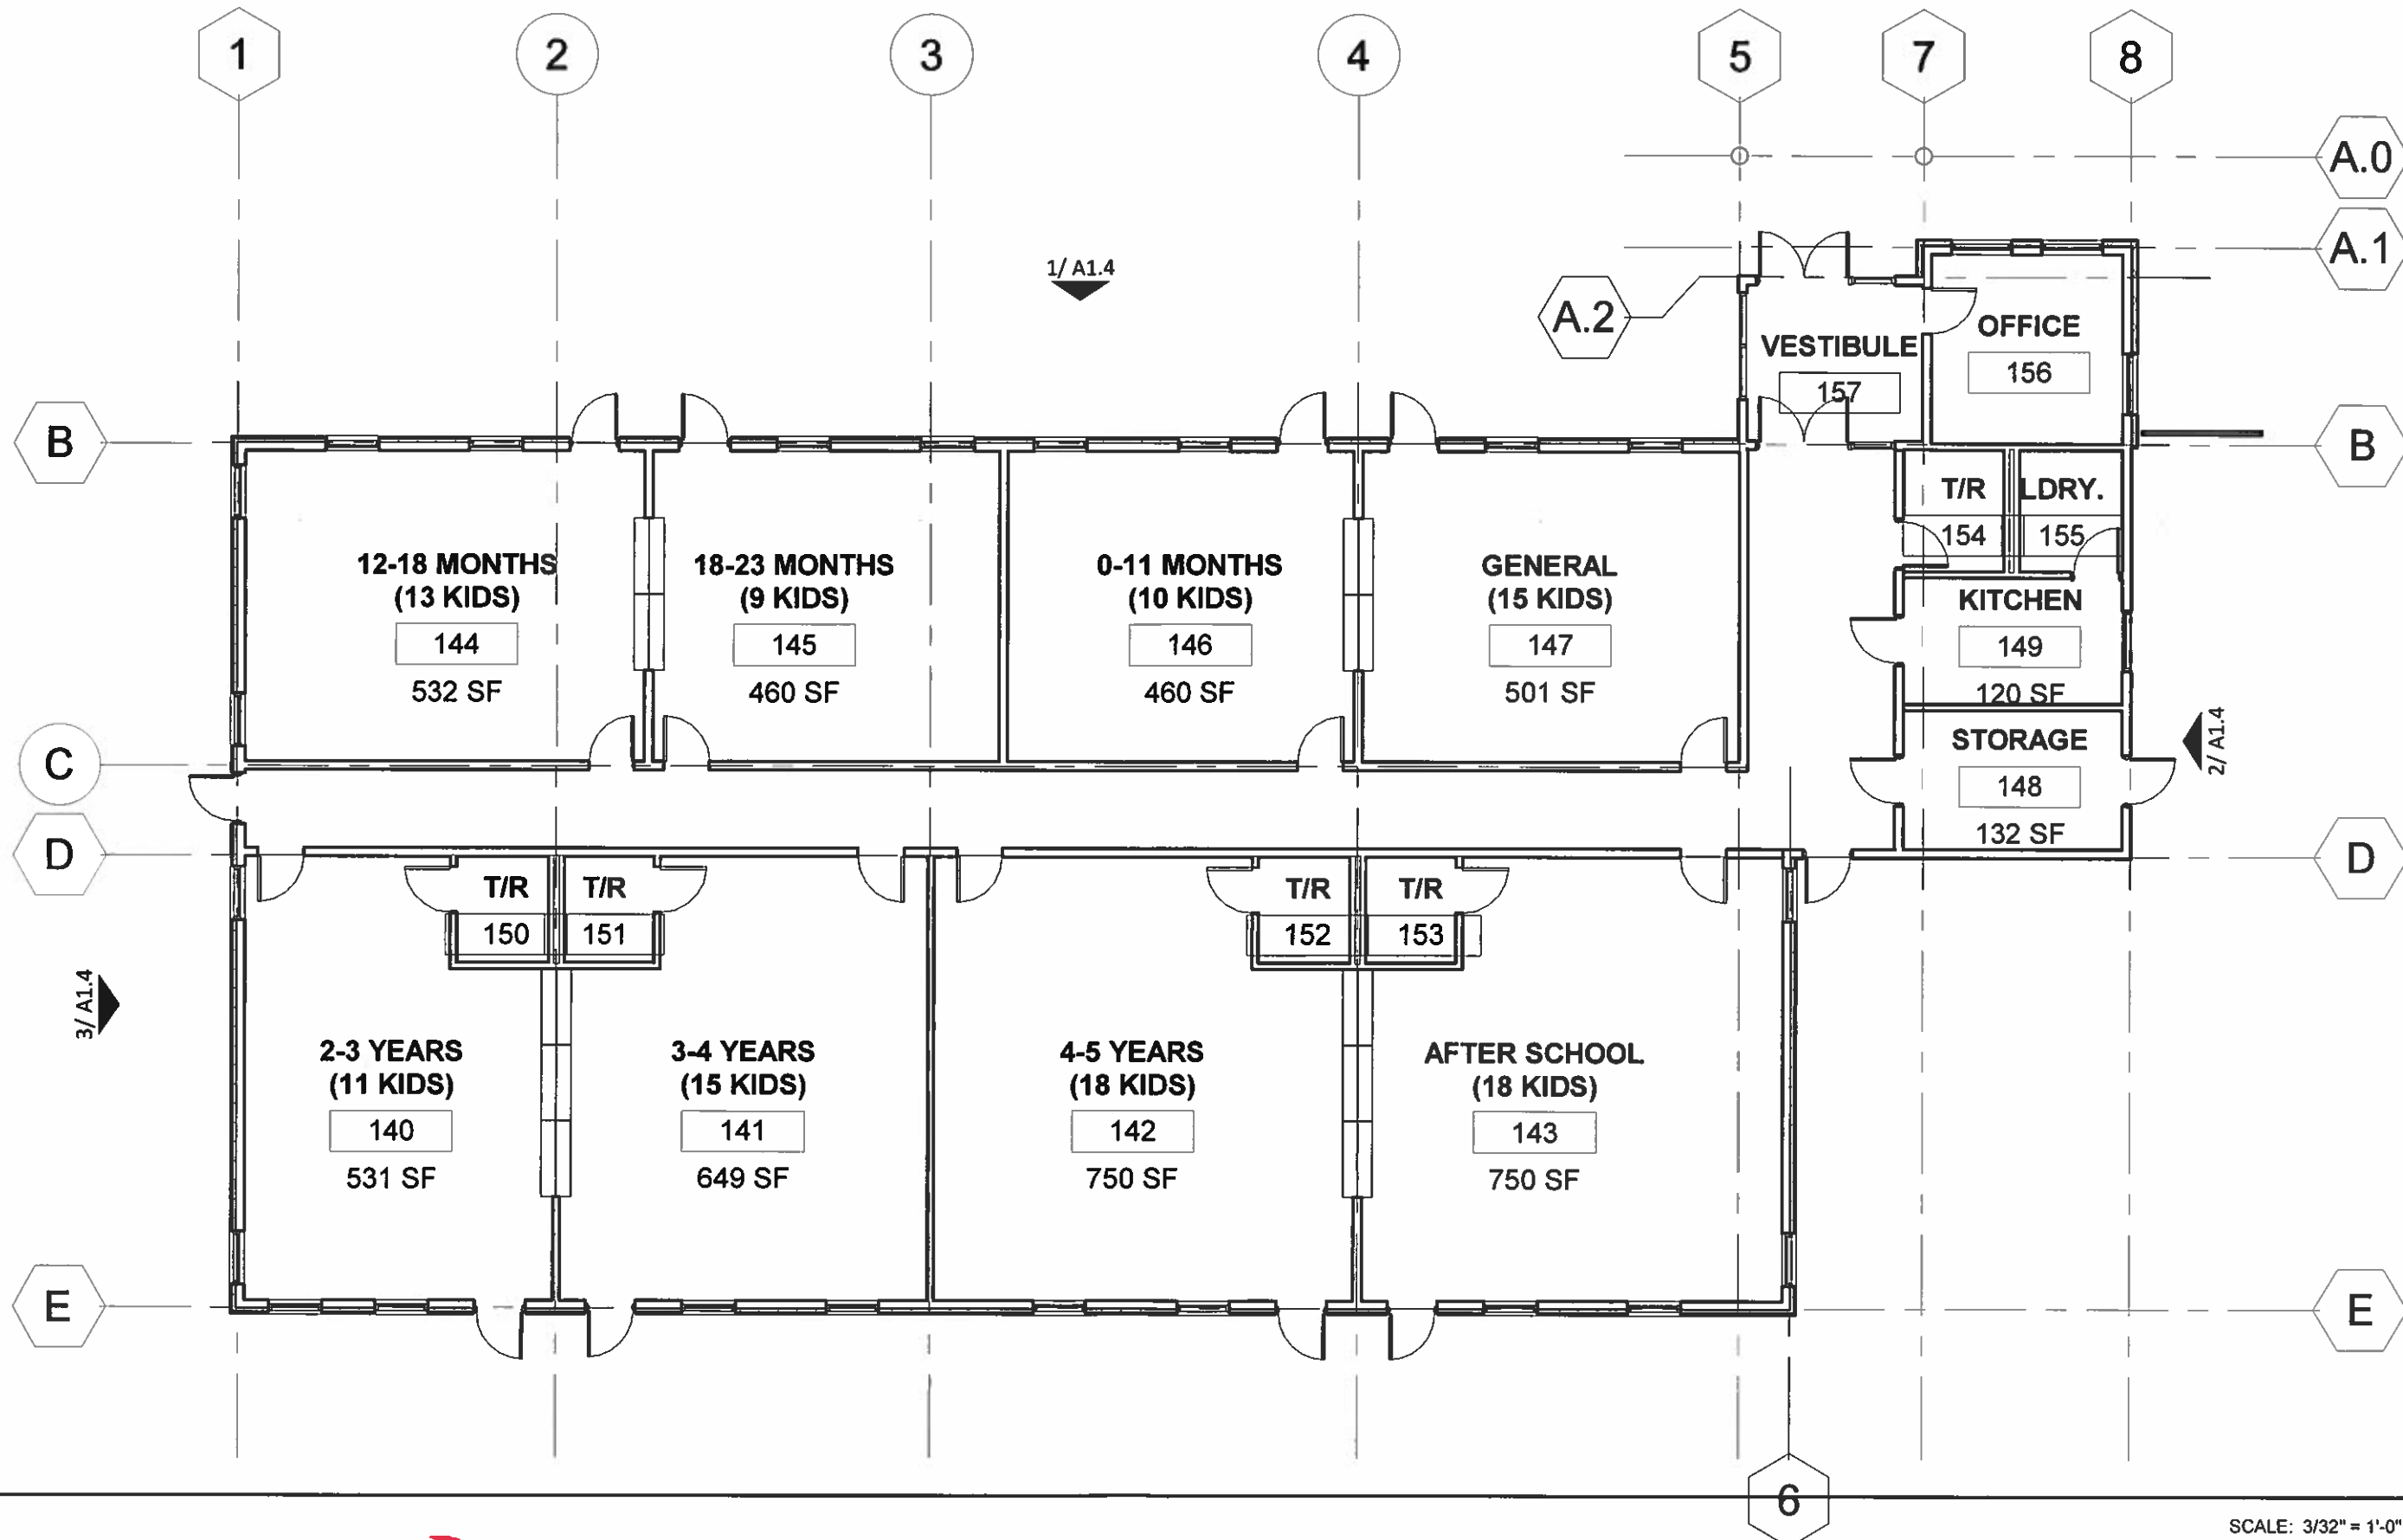 1
2
3
4
5
7
8
A.0
A.1
1/ A1.4
A.2
OFFICE
156
VESTIBULE
157
B
B
T/R
154
LDRY.
155
12-18 MONTHS
(13 KIDS)
144
532 SF
18-23 MONTHS
(9 KIDS)
145
460 SF
0-11 MONTHS
(10 KIDS)
146
460 SF
GENERAL
(15 KIDS)
147
501 SF
KITCHEN
149
120 SF
STORAGE
148
132 SF
2/ A1.4
C
D
D
T/R
150
T/R
151
T/R
152
T/R
153
3/ A1.4
2-3 YEARS
(11 KIDS)
140
531 SF
3-4 YEARS
(15 KIDS)
141
649 SF
4-5 YEARS
(18 KIDS)
142
750 SF
AFTER SCHOOL
(18 KIDS)
143
750 SF
E
E
6
SCALE: 3/32" = 1'-0"